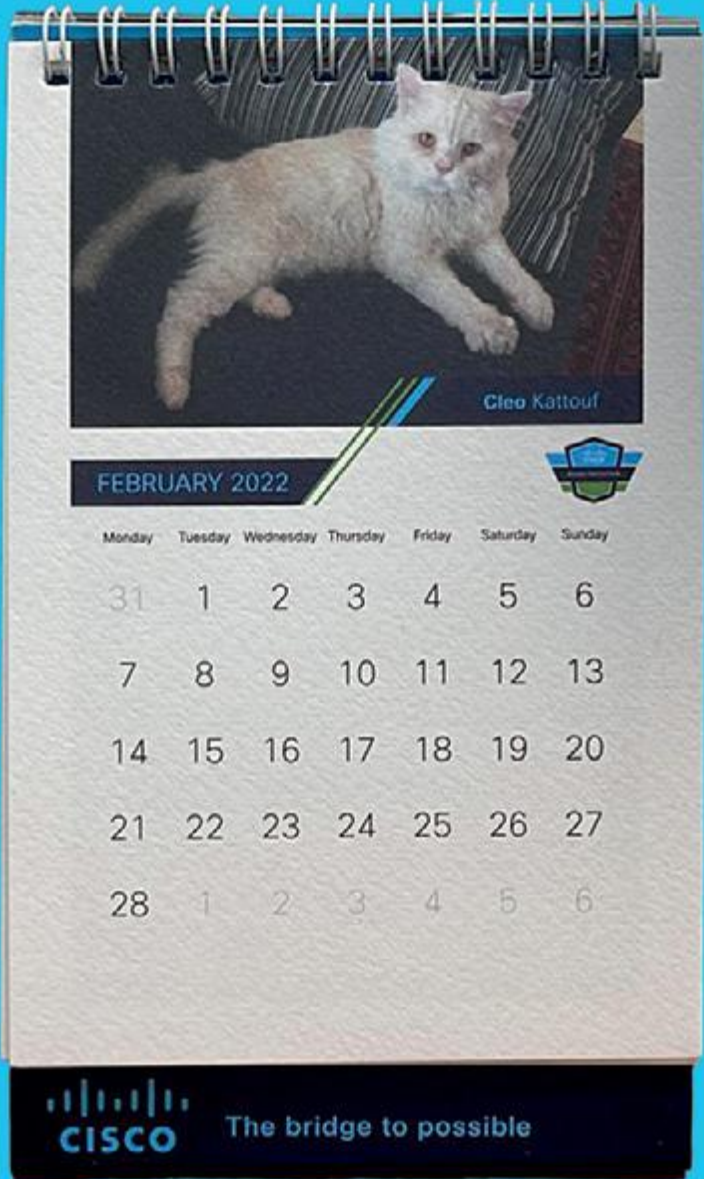 Cleo Kattouf
FEBRUARY 2022
Monday Tuesday Wednesday Thursday Friday Saturday Sunday
31 1 2 3 4 5 6
7 8 9 10 11 12 13
14 15 16 17 18 19 20
21 22 23 24 25 26 27
28 1 2 3 4 5 6
CISCO The bridge to possible